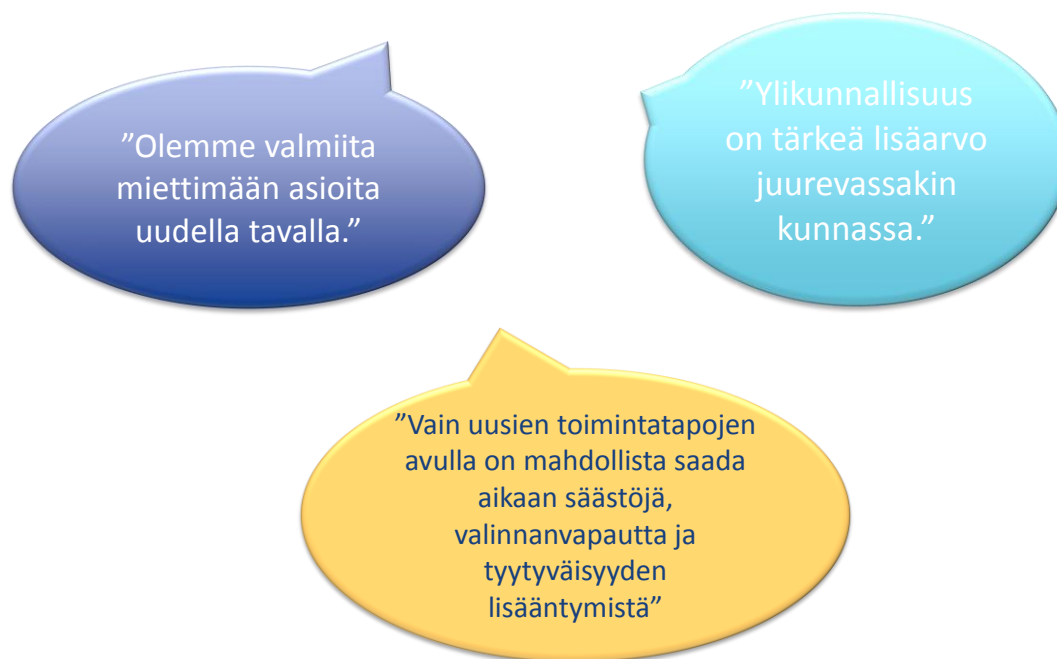 ”Olemme valmiita
miettimään asioita
uudella tavalla.”
”Ylikunnallisuus
on tärkeä lisäarvo
juurevassakin
kunnassa.”
”Vain uusien toimintatapojen
avulla on mahdollista saada
aikaan säästöjä,
valinnanvapautta ja
tyytyväisyyden
lisääntymistä”